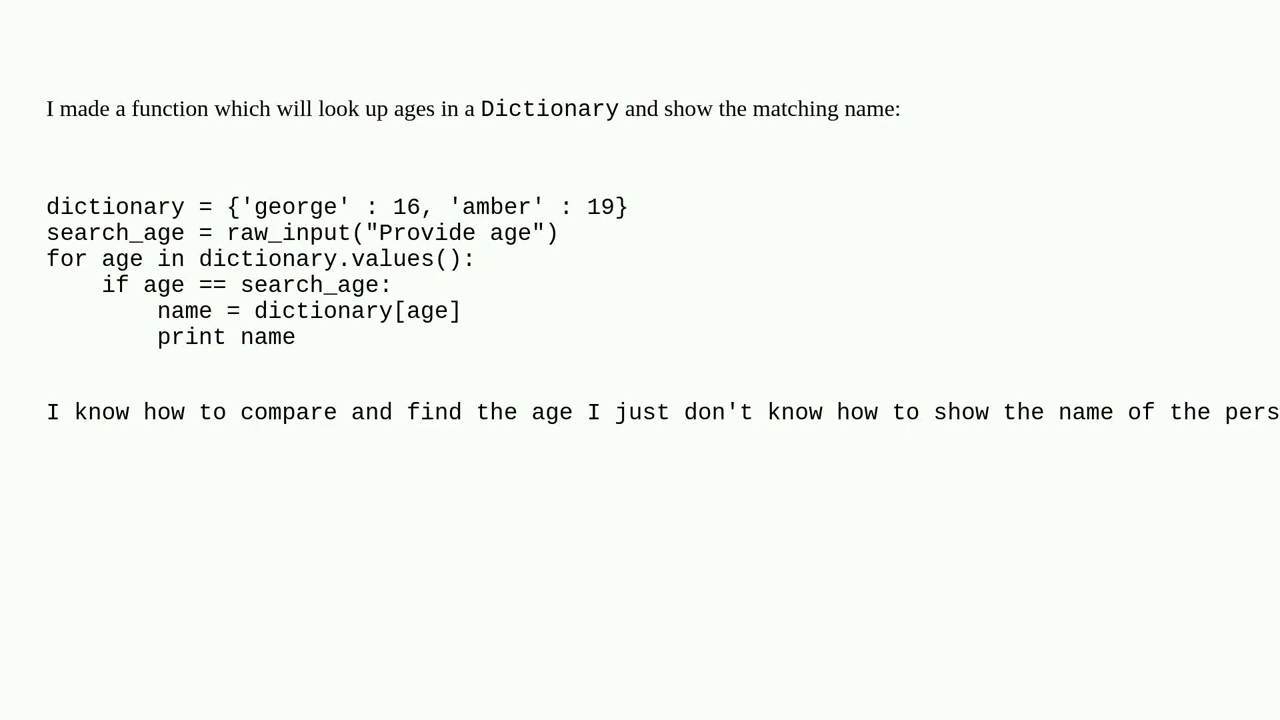 I made a function which will look up ages in a Dictionary and show the matching name:
dictionary = {'george' : 16, 'amber' : 19}
search_age = raw_input("Provide age")
for age in dictionary.values():
    if age == search_age:
        name = dictionary[age]
        print name
I know how to compare and find the age I just don't know how to show the name of the